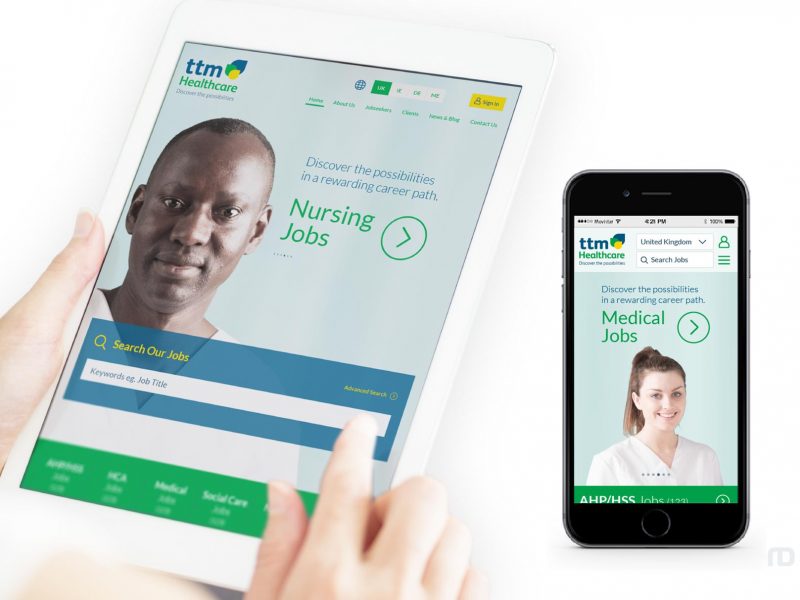 ttm
Healthcare
Discover the possibilities
UK IE DE ME
Sign In
Home About Us Jobseekers Clients News & Blog Contact Us
Discover the possibilities
in a rewarding career path.
Nursing
Jobs
Search Our Jobs
Keywords eg. Job Title
Advanced Search
AHP/HSS HCA Medical Social Care
Jobs Jobs Jobs Jobs
Movistar 4:21 PM 100%
ttm
Healthcare
Discover the possibilities
United Kingdom
Search Jobs
Discover the possibilities
in a rewarding career path.
Medical
Jobs
AHP/HSS Jobs (123)